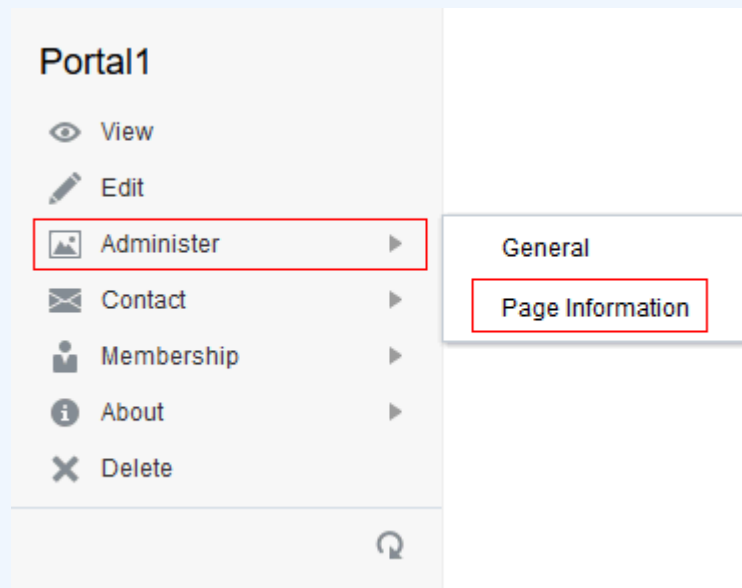 Portal1
View
Edit
Administer
General
Contact
Page Information
Membership
About
Delete